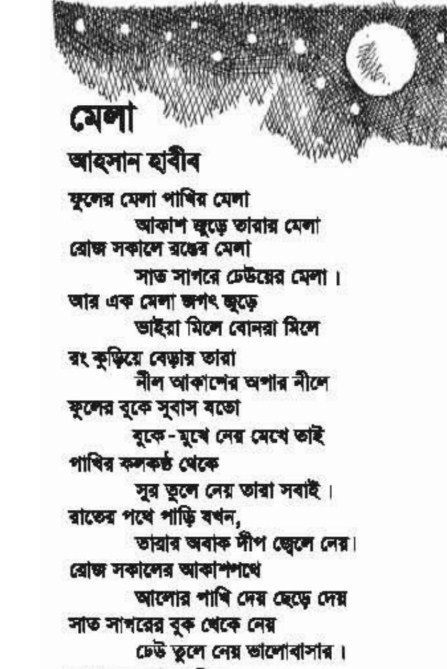 মেলা
আহসান হাবীব
ফুলের মেলা পাখির মেলা
আকাশ জুড়ে তারার মেলা
রোজ সকালে রঙের মেলা
সাত সাগরে ঢেউয়ের মেলা।
আর এক মেলা জগৎ জুড়ে
ভাইরা মিলে বোনরা মিলে
রং কুড়িয়ে বেড়ায় তারা
নীল আকাশের অপার নীলে
ফুলের বুকে সুবাস যতো
বুকে-মুখে নেয় মেখে তাই
পাখির কলকণ্ঠ থেকে
সুর তুলে নেয় তারা সবাই।
রাতের পথে পাড়ি যখন,
তারার অবাক দীপ জ্বেলে নেয়।
রোজ সকালের আকাশপথে
আলোর পাখি দেয় ছেড়ে দেয়
সাত সাগরের বুক থেকে নেয়
ঢেউ তুলে নেয় ভালোবাসার।